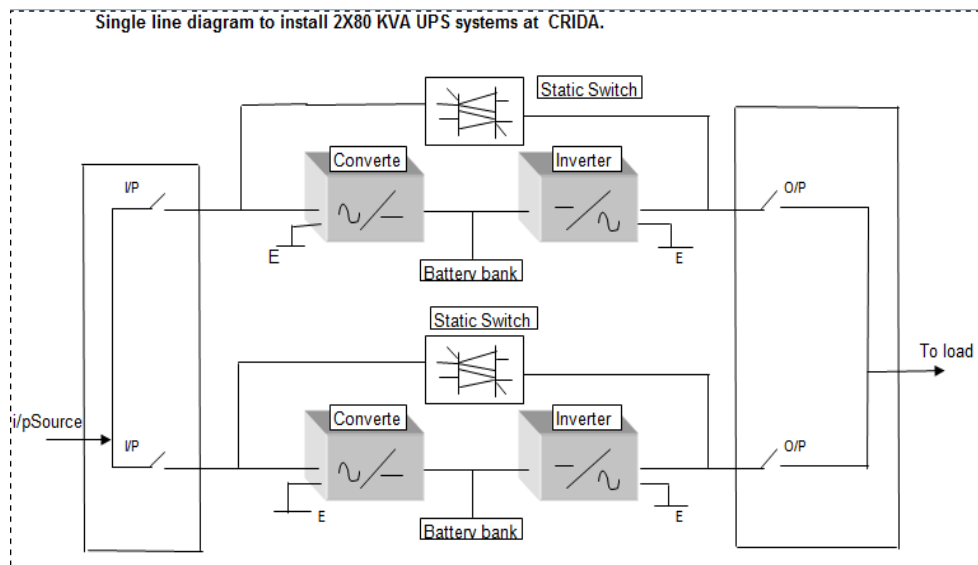 Single line diagram to install 2X80 KVA UPS systems at CRIDA.
Static Switch
Converte
Inverter
I/P
O/P
E
E
Battery bank
Static Switch
To load
Converte
Inverter
i/pSource
I/P
O/P
E
E
Battery bank